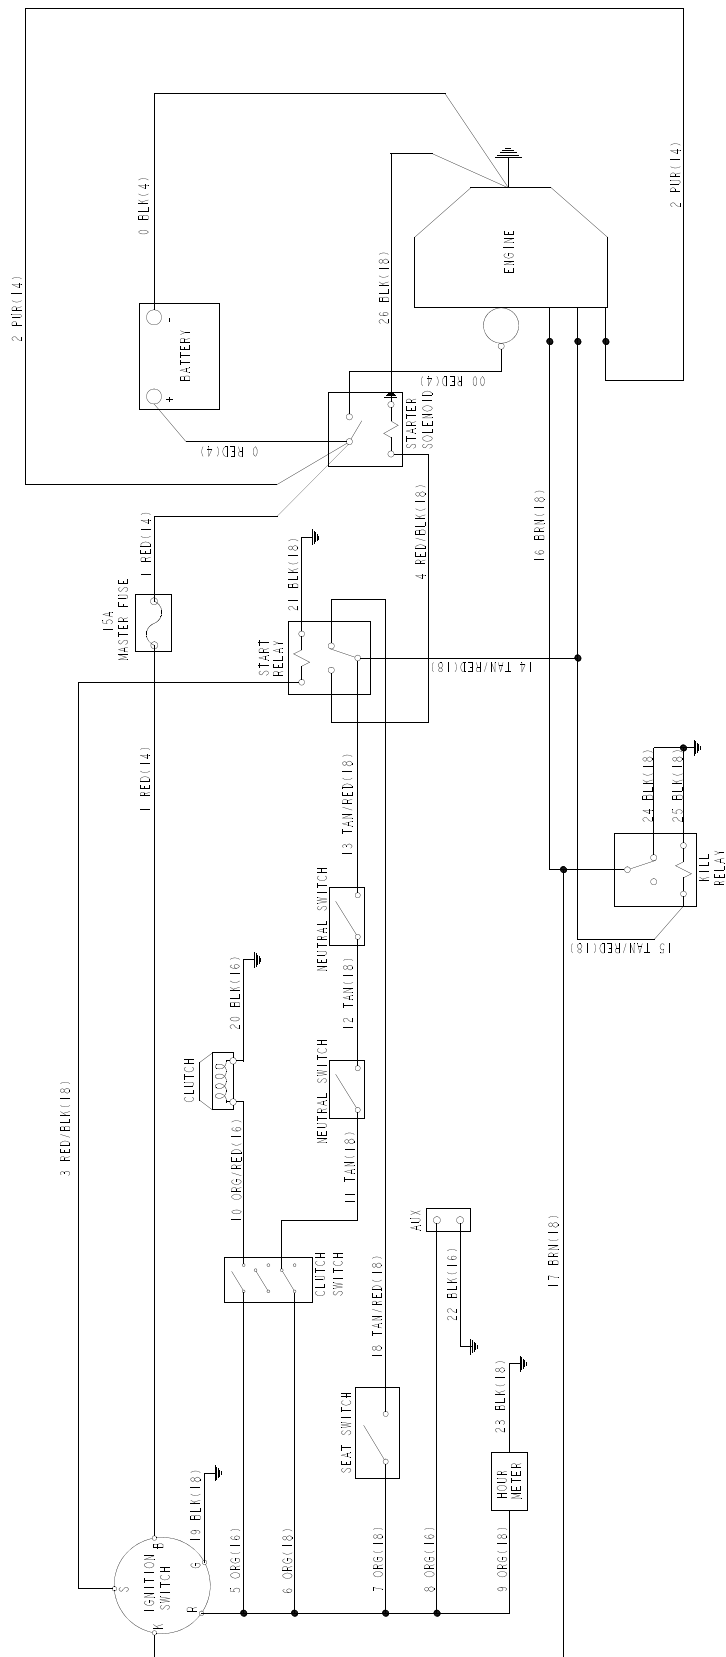 2 PUR(14)
0 BLK(4)
26 BLK(18)
2 PUR(14)
ENGINE
-
BATTERY
+
00 RED(4)
0 RED(4)
STARTER
SOLENOID
4 RED/BLK(18)
16 BRN(18)
1 RED(14)
21 BLK(18)
15A
MASTER FUSE
START
RELAY
14 TAN/RED(18)
1 RED(14)
13 TAN/RED(18)
24 BLK(18)
25 BLK(18)
KILL
RELAY
15 TAN/RED(18)
NEUTRAL SWITCH
20 BLK(16)
12 TAN(18)
CLUTCH
NEUTRAL SWITCH
3 RED/BLK(18)
10 ORG/RED(16)
11 TAN(18)
AUX
CLUTCH
SWITCH
18 TAN/RED(18)
22 BLK(16)
17 BRN(18)
SEAT SWITCH
23 BLK(18)
HOUR
METER
19 BLK(18)
5 ORG(16)
6 ORG(18)
7 ORG(18)
8 ORG(16)
9 ORG(18)
B
G
S
IGNITION
SWITCH
R
K